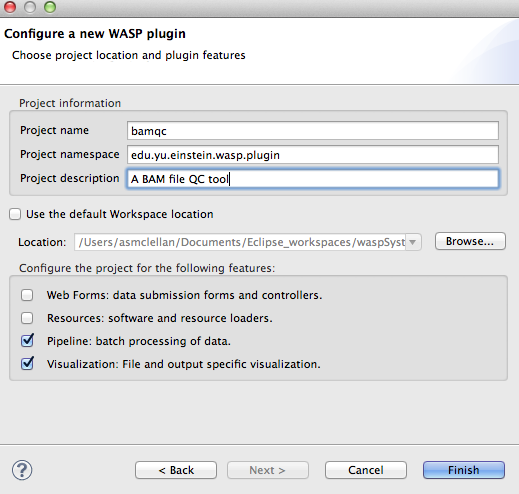 Configure a new WASP plugin
Choose project location and plugin features
Project information
Project name bamqc
Project namespace edu.yu.einstein.wasp.plugin
Project description A BAM file QC tool
Use the default Workspace location
Location: /Users/asmclellan/Documents/Eclipse_workspaces/waspSyst Browse...
Configure the project for the following features:
Web Forms: data submission forms and controllers.
Resources: software and resource loaders.
Pipeline: batch processing of data.
Visualization: File and output specific visualization.
? < Back Next > Cancel Finish